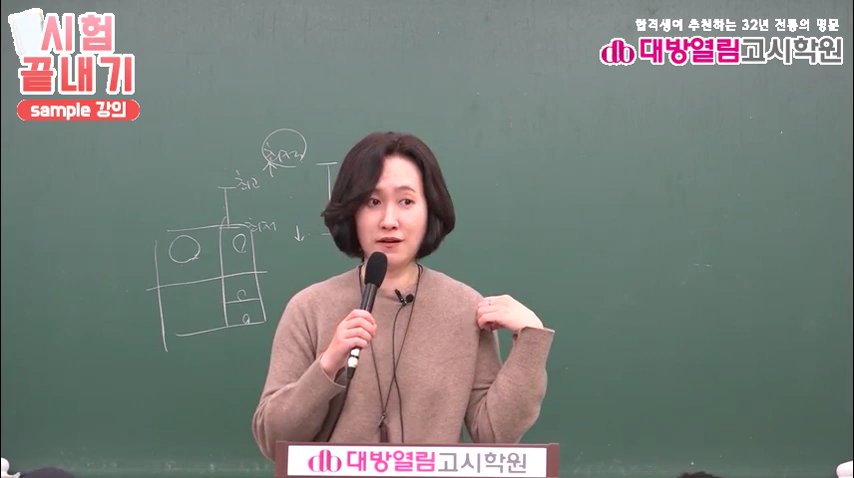 시험
끝내기
sample 강의
합격생이 추천하는 32년 전통의 명문
db 대방열림고시학원
최고
db 대방열림고시학원